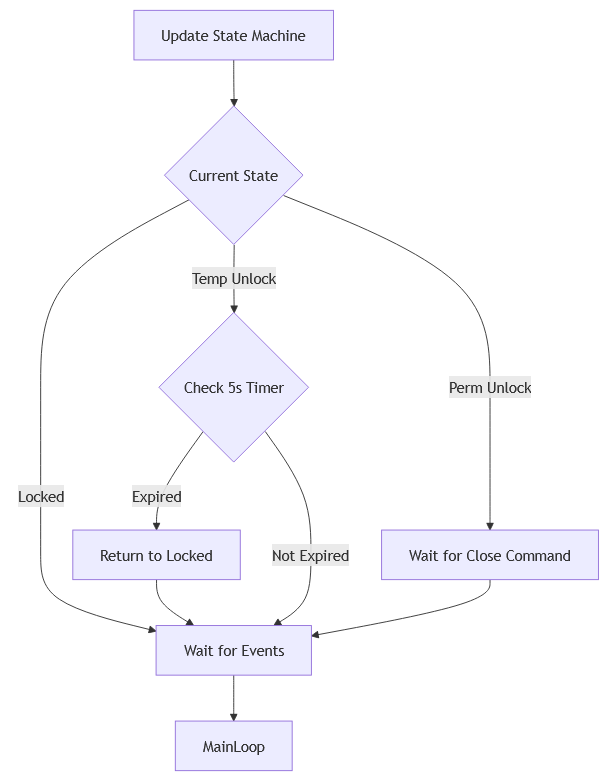 Update State Machine
Current State
Temp Unlock
Check 5s Timer
Perm Unlock
Locked
Expired
Return to Locked
Not Expired
Wait for Close Command
Wait for Events
MainLoop